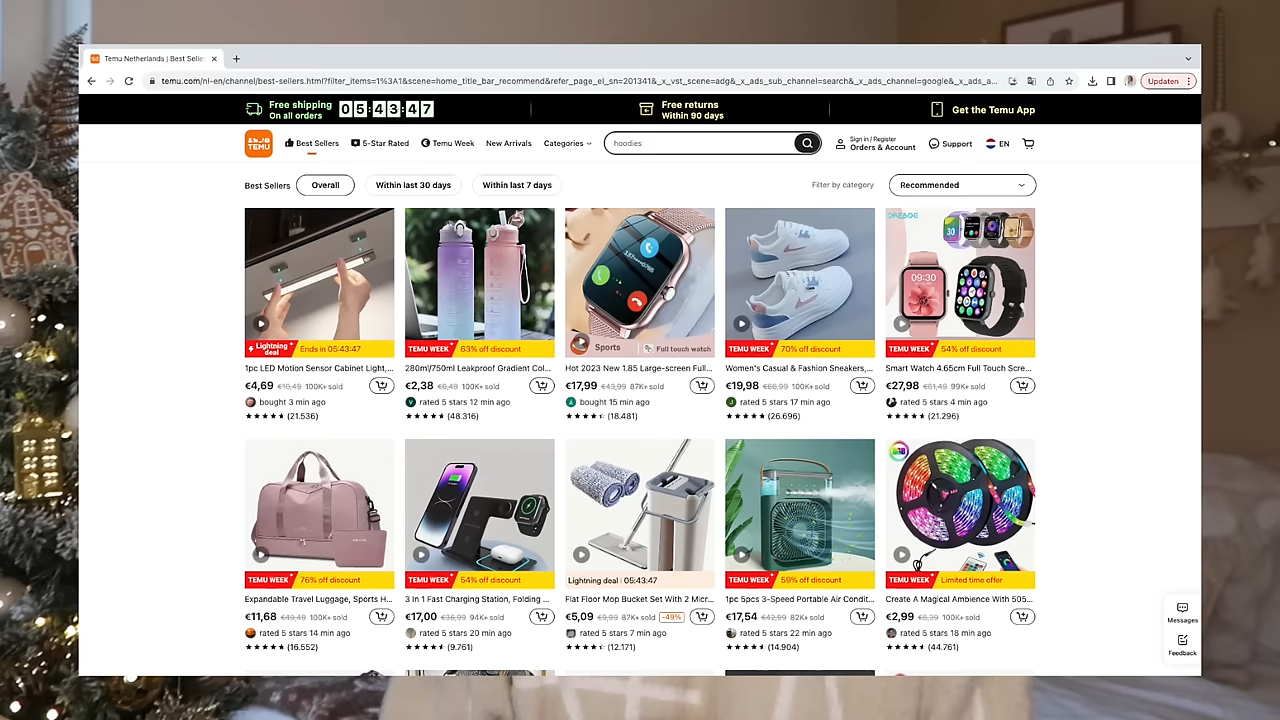 Temu Netherlands | Best Selle
temu.com/nl-en/channel/best-sellers.html?filter_items=1%3A1&scene=home_title_bar_recommend&refer_page_el_sn=201341&_x_vst_scene=adg&_x_ads_sub_channel=search&_x_ads_channel=google&_x_ads_a...
Updaten
Free shipping
On all orders
05:43:47
Free returns
Within 90 days
Get the Temu App
TEMU
Best Sellers
5-Star Rated
Temu Week
New Arrivals
Categories
hoodies
Sign in / Register
Orders & Account
Support
EN
Best Sellers
Overall
Within last 30 days
Within last 7 days
Filter by category
Recommended
Lightning deal Ends in 05:43:47
TEMU WEEK 63% off discount
Sports Full touch watch
TEMU WEEK 70% off discount
30
09:30
TEMU WEEK 54% off discount
1pc LED Motion Sensor Cabinet Light,...
280ml/750ml Leakproof Gradient Col...
Hot 2023 New 1.85 Large-screen Full...
Women's Casual & Fashion Sneakers,...
Smart Watch 4.65cm Full Touch Scre...
€4,69 €10,49 100K+ sold
€2,38 €6,49 100K+ sold
€17,99 €43,99 87K+ sold
€19,98 €66,99 100K+ sold
€27,98 €61,49 99K+ sold
bought 3 min ago
rated 5 stars 12 min ago
bought 15 min ago
rated 5 stars 17 min ago
rated 5 stars 4 min ago
(21.536)
(48.316)
(18.481)
(26.696)
(21.296)
TEMU WEEK 76% off discount
TEMU WEEK 54% off discount
Lightning deal | 05:43:47
TEMU WEEK 59% off discount
TEMU WEEK Limited time offer
Expandable Travel Luggage, Sports H...
3 In 1 Fast Charging Station, Folding ...
Flat Floor Mop Bucket Set With 2 Micr...
1pc 5pcs 3-Speed Portable Air Condit...
Create A Magical Ambience With 505...
€11,68 €49,49 100K+ sold
€17,00 €36,99 94K+ sold
€5,09 €9,99 87K+ sold -49%
€17,54 €42,99 82K+ sold
€2,99 €6,39 100K+ sold
rated 5 stars 14 min ago
rated 5 stars 20 min ago
rated 5 stars 7 min ago
rated 5 stars 22 min ago
rated 5 stars 18 min ago
(16.552)
(9.761)
(12.171)
(14.904)
(44.761)
Messages
Feedback